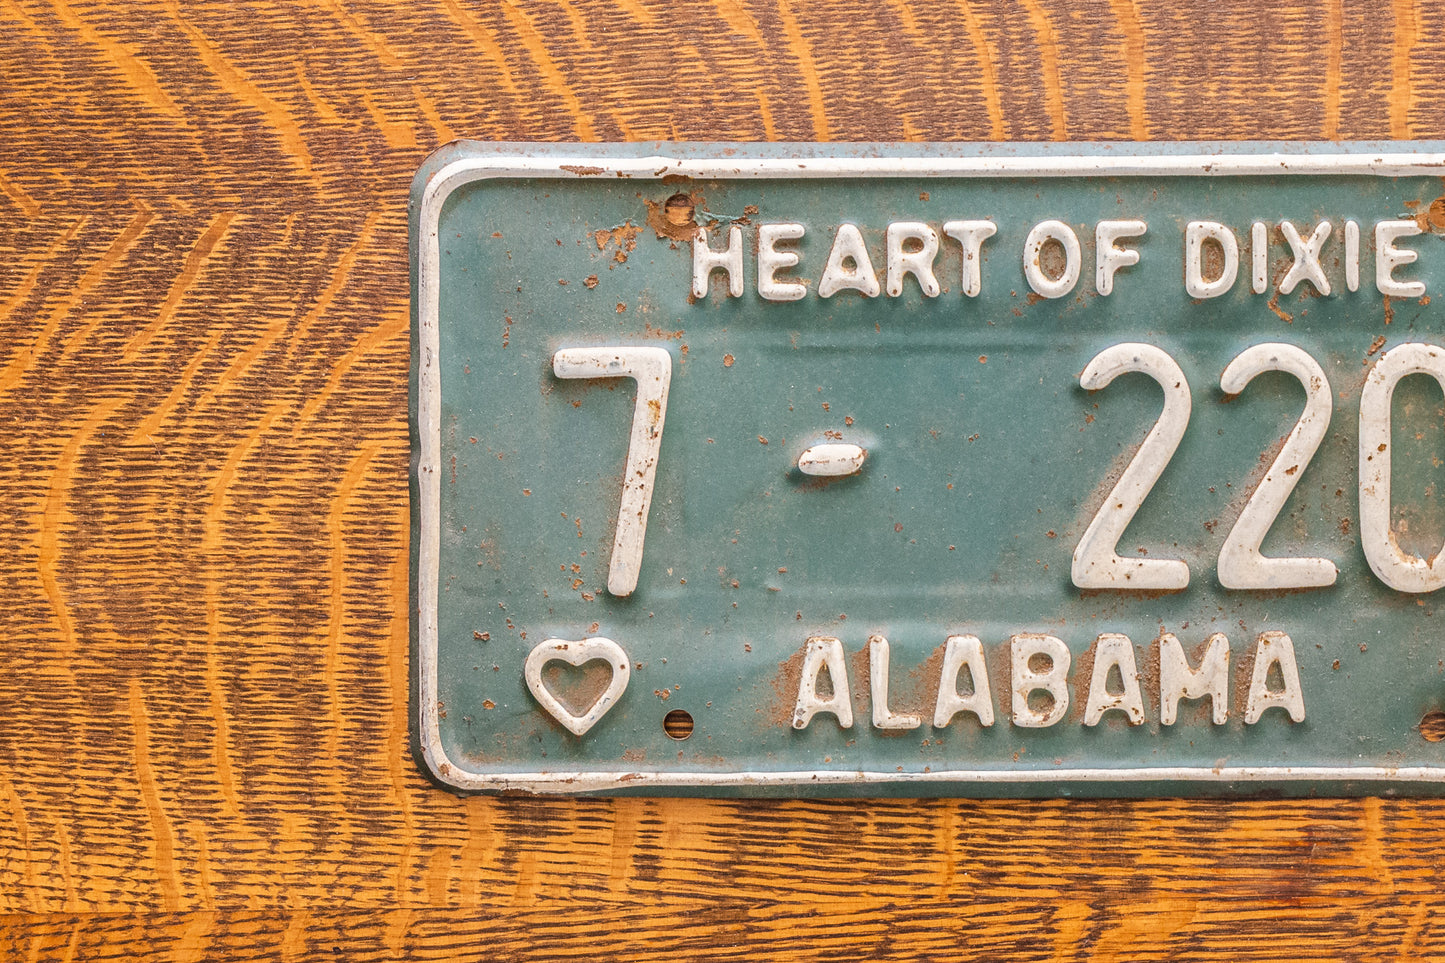 HEART OF DIXIE
7 - 220
ALABAMA